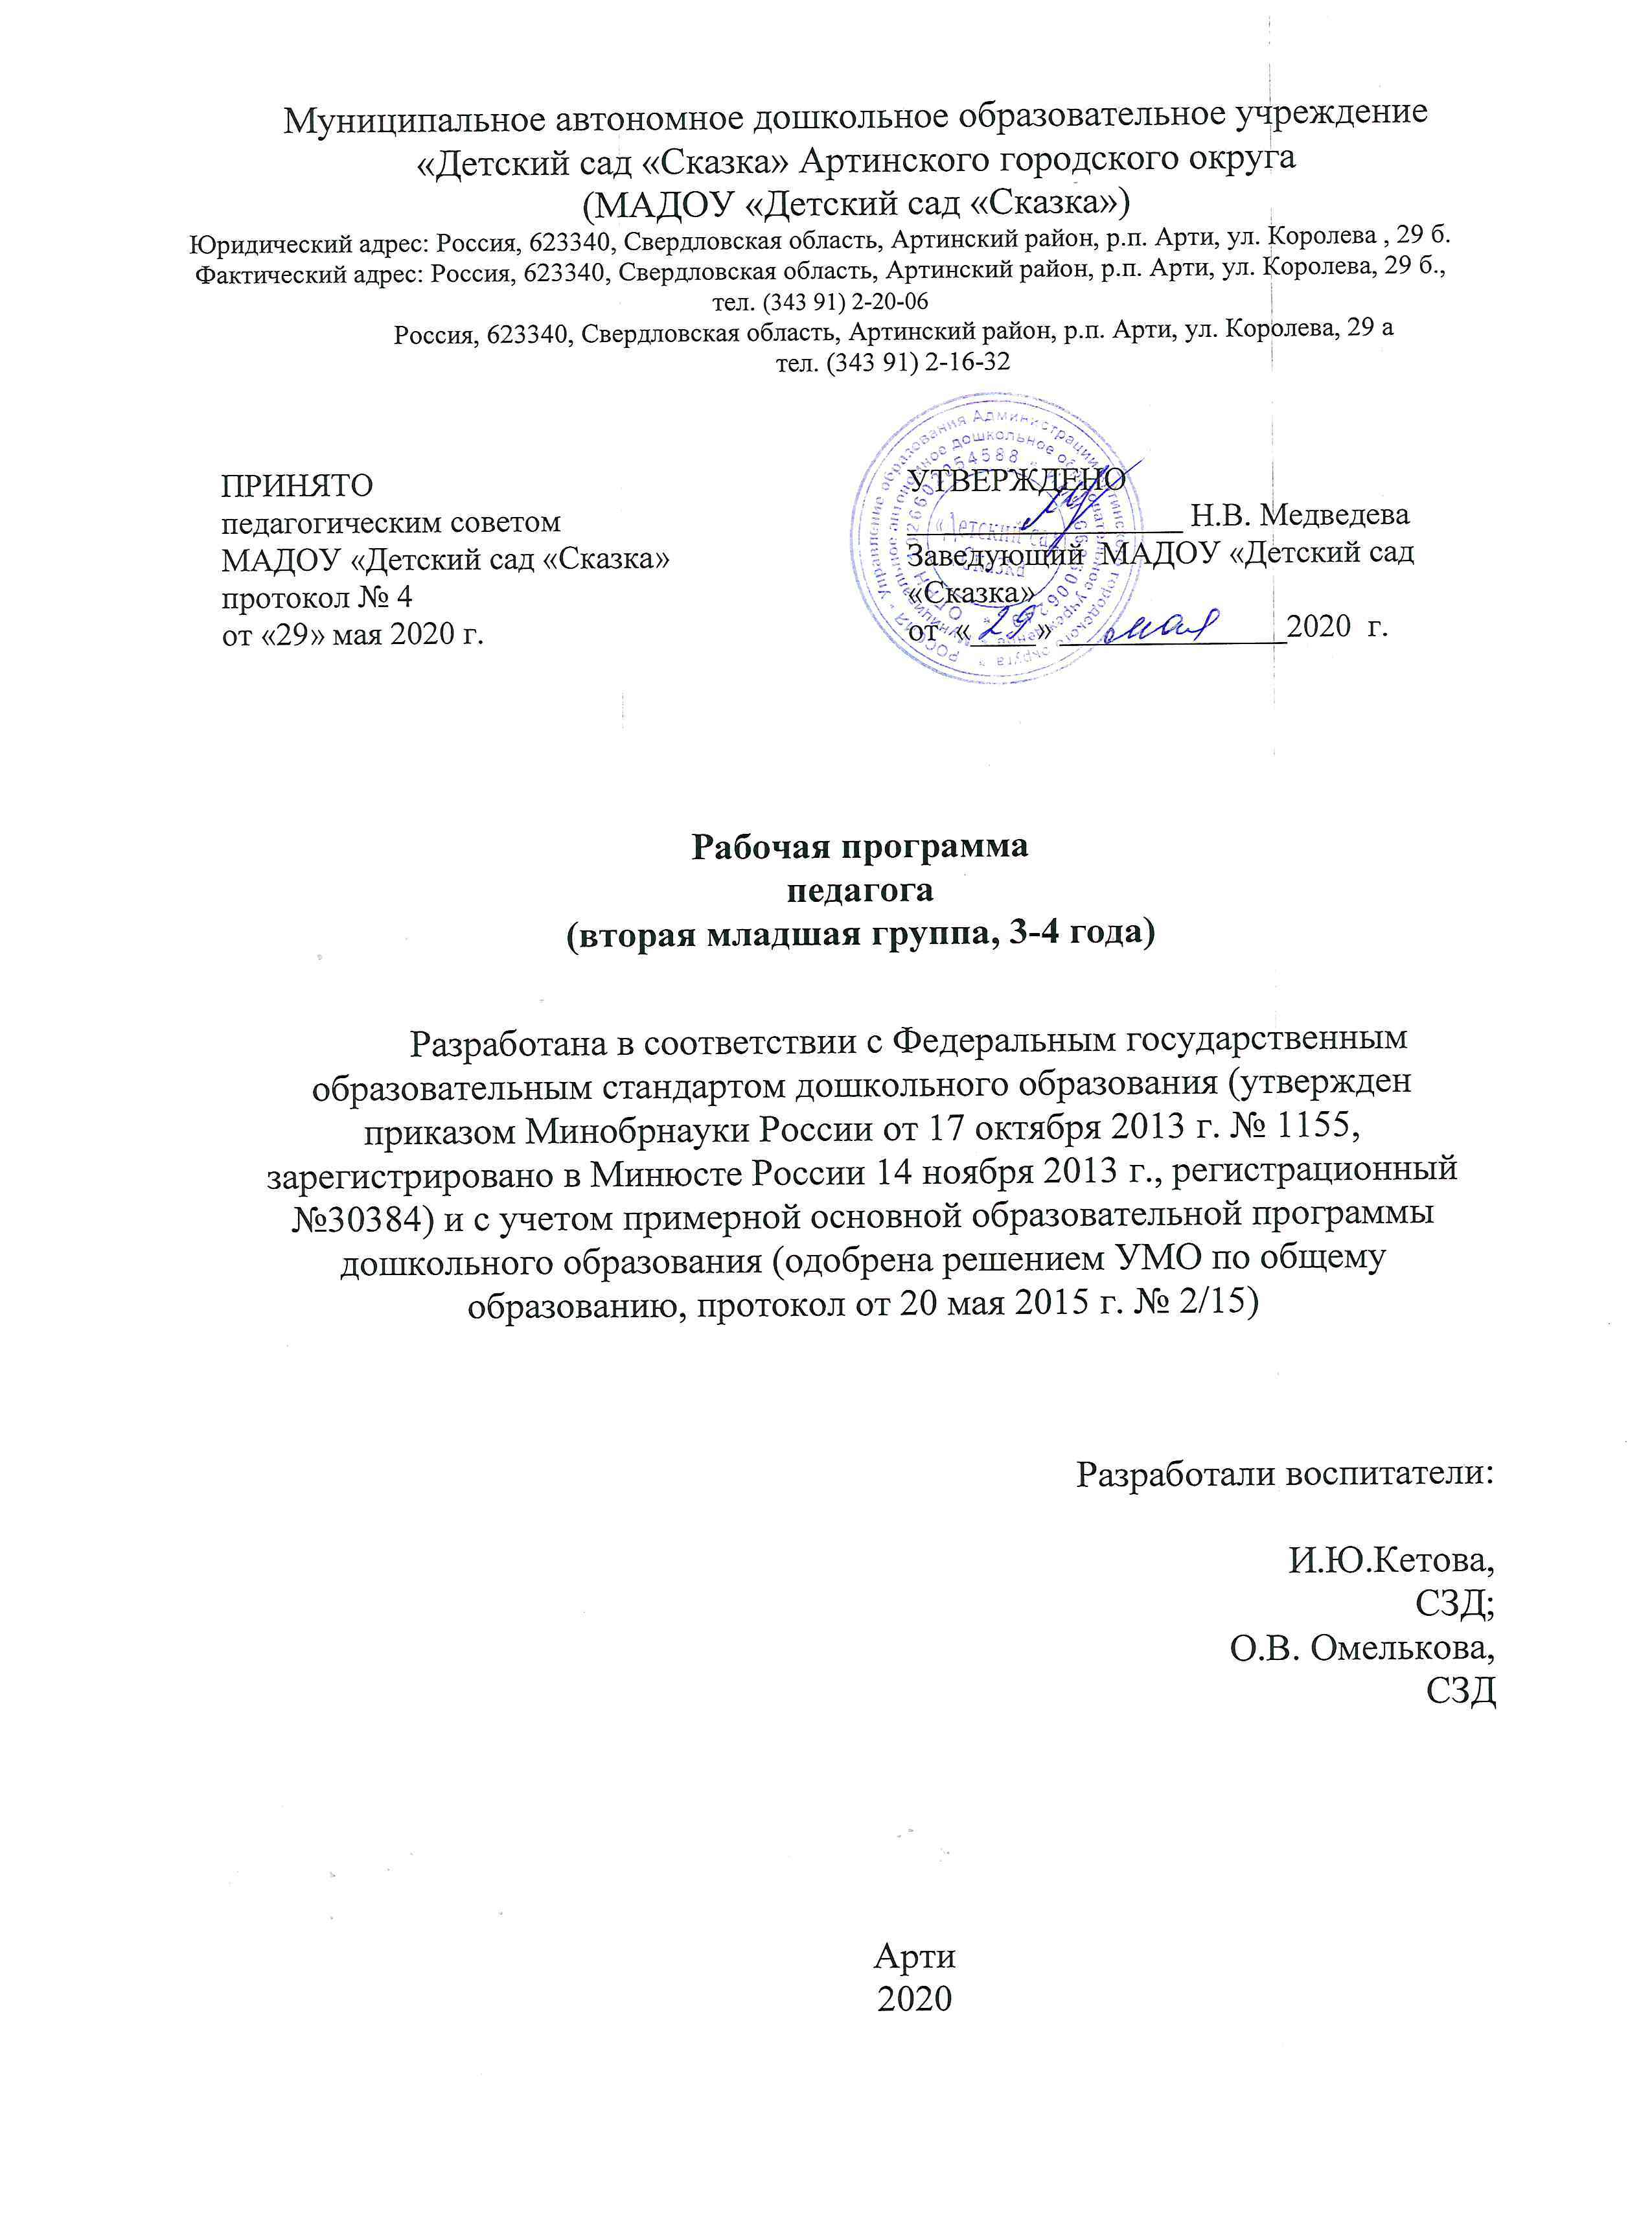 Муниципальное автономное дошкольное образовательное учреждение
«Детский сад «Сказка» Артинского городского округа
(МАДОУ «Детский сад «Сказка»)
Юридический адрес: Россия, 623340, Свердловская область, Артинский район, р.п. Арти, ул. Королева , 29 б.
Фактический адрес: Россия, 623340, Свердловская область, Артинский район, р.п. Арти, ул. Королева, 29 б.,
тел. (343 91) 2-20-06
Россия, 623340, Свердловская область, Артинский район, р.п. Арти, ул. Королева, 29 а
тел. (343 91) 2-16-32
ПРИНЯТО
педагогическим советом
МАДОУ «Детский сад «Сказка»
протокол № 4
от «29» мая 2020 г.
УТВЕРЖДЕНО
Н.В. Медведева
Заведующий МАДОУ «Детский сад
«Сказка»
от «29» мая 2020 г.
Рабочая программа
педагога
(вторая младшая группа, 3-4 года)
Разработана в соответствии с Федеральным государственным
образовательным стандартом дошкольного образования (утвержден
приказом Минобрнауки России от 17 октября 2013 г. № 1155,
зарегистрировано в Минюсте России 14 ноября 2013 г., регистрационный
№30384) и с учетом примерной основной образовательной программы
дошкольного образования (одобрена решением УМО по общему
образованию, протокол от 20 мая 2015 г. № 2/15)
Разработали воспитатели:
И.Ю.Кетова,
СЗД;
О.В. Омелькова,
СЗД
Арти
2020